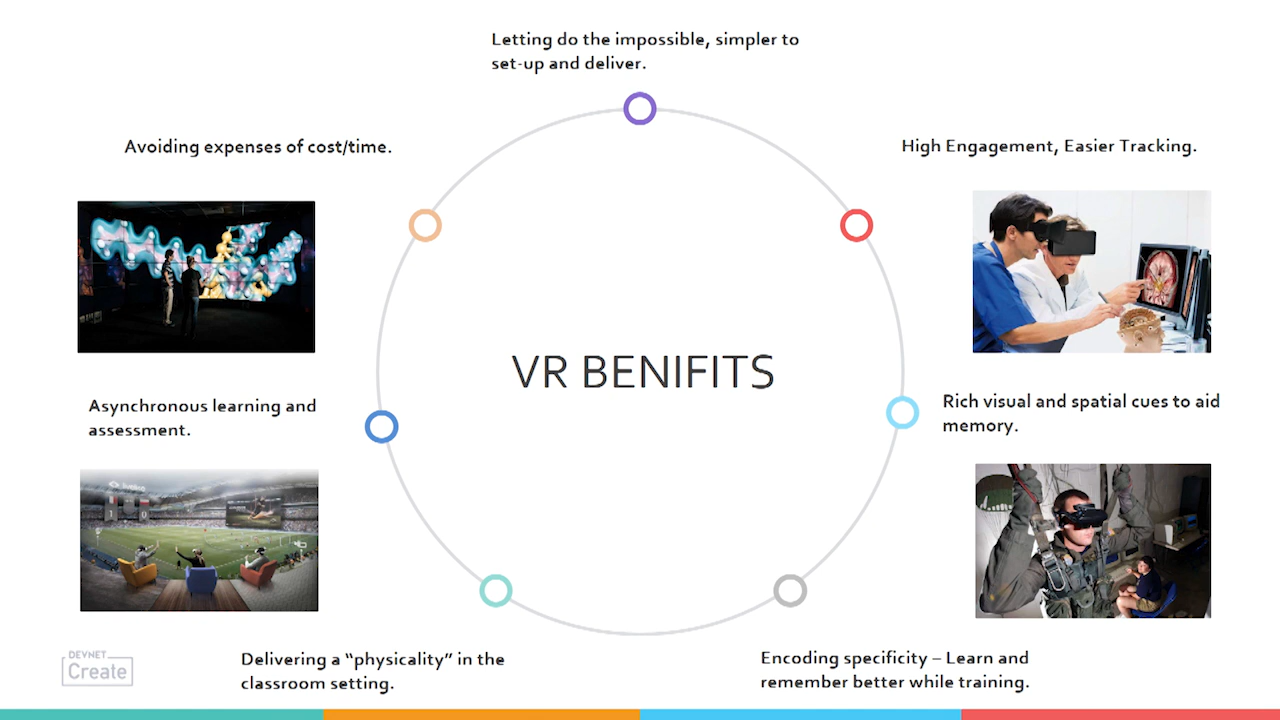 Letting do the impossible, simpler to
set-up and deliver.
Avoiding expenses of cost/time.
High Engagement, Easier Tracking.
VR BENIFITS
Asynchronous learning and
assessment.
Rich visual and spatial cues to aid
memory.
Delivering a “physicality” in the
classroom setting.
Encoding specificity – Learn and
remember better while training.
DEVNET
Create